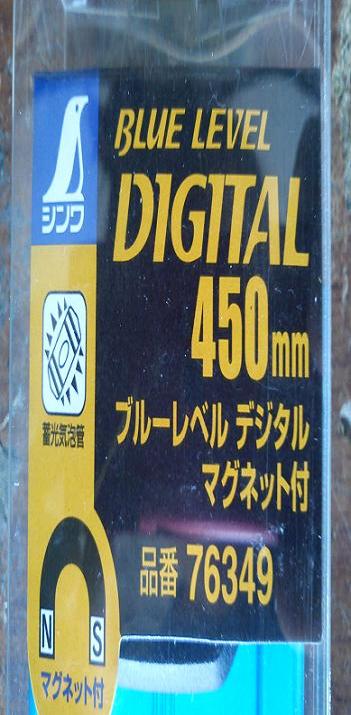 シンワ
BLUE LEVEL
DIGITAL
450mm
ブルーレベル デジタル
マグネット付
品番 76349
蓄光気泡管
N S
マグネット付